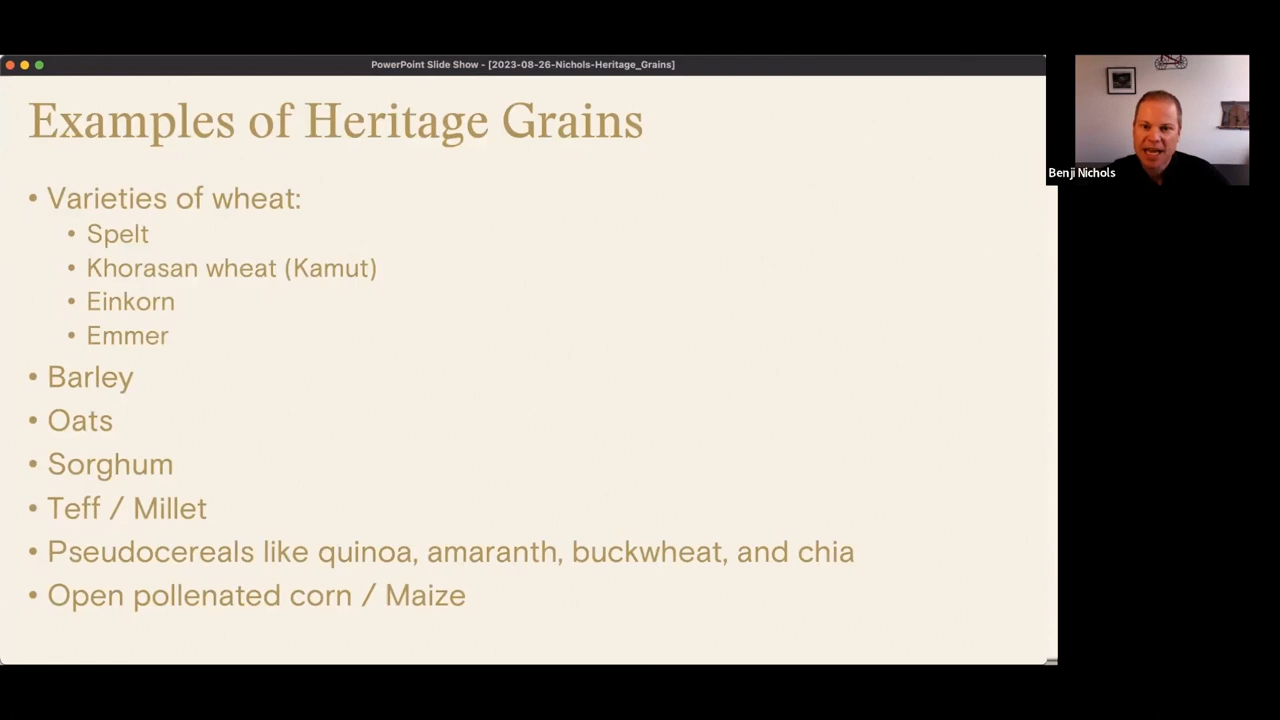 PowerPoint Slide Show - [2023-08-26-Nichols-Heritage_Grains]
Examples of Heritage Grains
• Varieties of wheat:
• Spelt
• Khorasan wheat (Kamut)
• Einkorn
• Emmer
• Barley
• Oats
• Sorghum
• Teff / Millet
• Pseudocereals like quinoa, amaranth, buckwheat, and chia
• Open pollenated corn / Maize
Benji Nichols